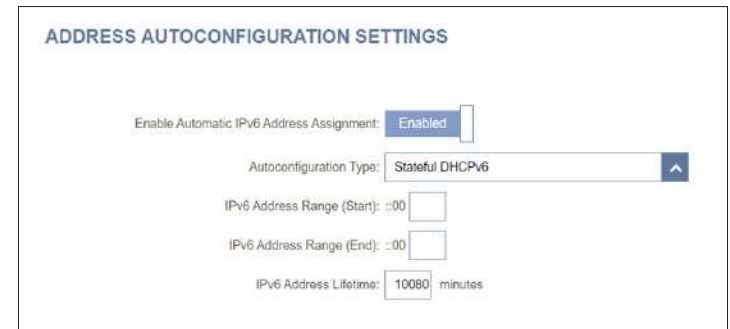 ADDRESS AUTOCONFIGURATION SETTINGS
Enable Automatic IPv6 Address Assignment: Enabled
Autoconfiguration Type: Stateful DHCPv6
IPv6 Address Range (Start): ::00
IPv6 Address Range (End): ::00
IPv6 Address Lifetime: 10080 minutes